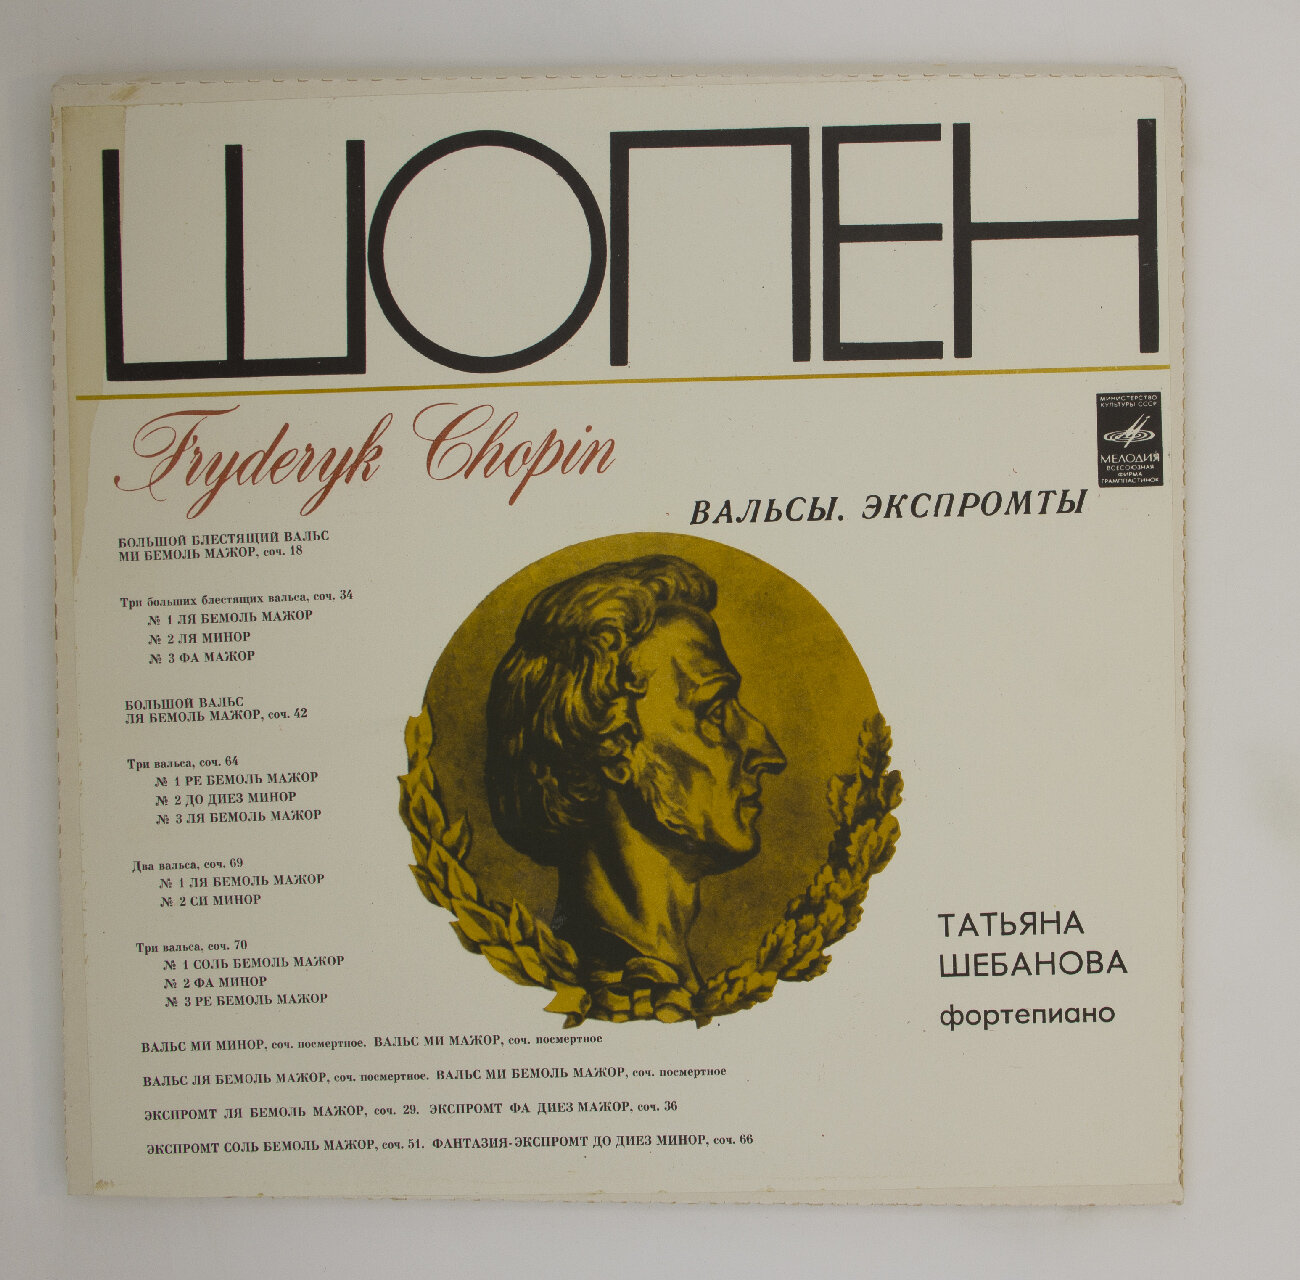 ШОПЕН
Fryderyk Chopin
МИНИСТЕРСТВО
КУЛЬТУРЫ СССР
МЕЛОДИЯ
ВСЕСОЮЗНАЯ
ФИРМА
ГРАМПЛАСТИНОК
ВАЛЬСЫ. ЭКСПРОМТЫ
БОЛЬШОЙ БЛЕСТЯЩИЙ ВАЛЬС
МИ БЕМОЛЬ МАЖОР, соч. 18
Три больших блестящих вальса, соч. 34
№ 1 ЛЯ БЕМОЛЬ МАЖОР
№ 2 ЛЯ МИНОР
№ 3 ФА МАЖОР
БОЛЬШОЙ ВАЛЬС
ЛЯ БЕМОЛЬ МАЖОР, соч. 42
Три вальса, соч. 64
№ 1 РЕ БЕМОЛЬ МАЖОР
№ 2 ДО ДИЕЗ МИНОР
№ 3 ЛЯ БЕМОЛЬ МАЖОР
Два вальса, соч. 69
№ 1 ЛЯ БЕМОЛЬ МАЖОР
№ 2 СИ МИНОР
Три вальса, соч. 70
№ 1 СОЛЬ БЕМОЛЬ МАЖОР
№ 2 ФА МИНОР
№ 3 РЕ БЕМОЛЬ МАЖОР
ТАТЬЯНА
ШЕБАНОВА
фортепиано
ВАЛЬС МИ МИНОР, соч. посмертное. ВАЛЬС МИ МАЖОР, соч. посмертное
ВАЛЬС ЛЯ БЕМОЛЬ МАЖОР, соч. посмертное. ВАЛЬС МИ БЕМОЛЬ МАЖОР, соч. посмертное
ЭКСПРОМТ ЛЯ БЕМОЛЬ МАЖОР, соч. 29. ЭКСПРОМТ ФА ДИЕЗ МАЖОР, соч. 36
ЭКСПРОМТ СОЛЬ БЕМОЛЬ МАЖОР, соч. 51. ФАНТАЗИЯ-ЭКСПРОМТ ДО ДИЕЗ МИНОР, соч. 66